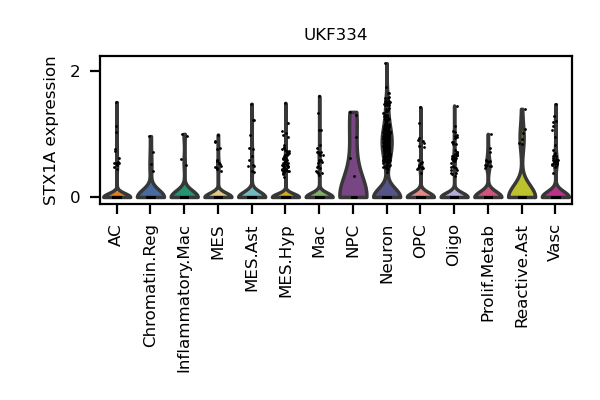 UKF334
STX1A expression
2
0
AC
Chromatin.Reg
Inflammatory.Mac
MES
MES.Ast
MES.Hyp
Mac
NPC
Neuron
OPC
Oligo
Prolif.Metab
Reactive.Ast
Vasc